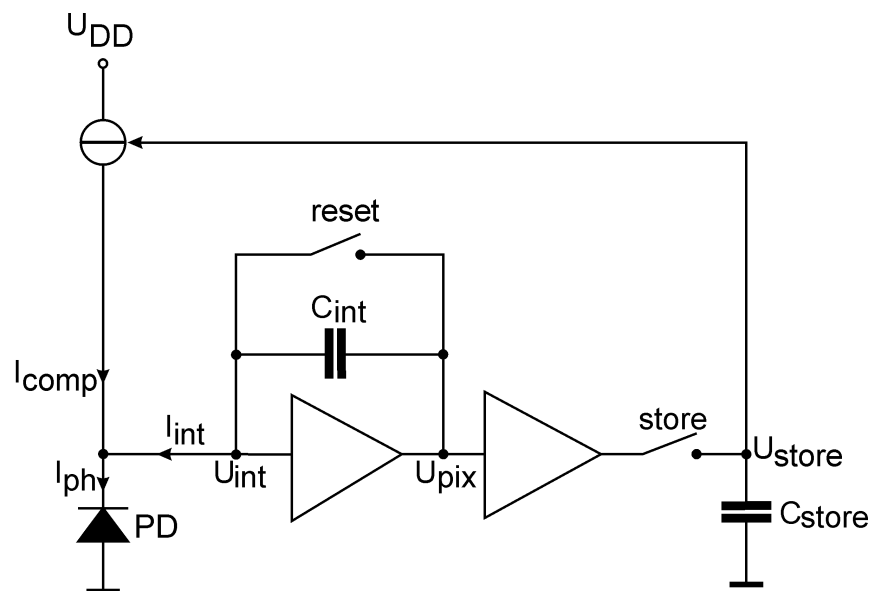 UDD
reset
Cint
Icomp
Iint
store
Uint
Upix
Ustore
Iph
PD
Cstore